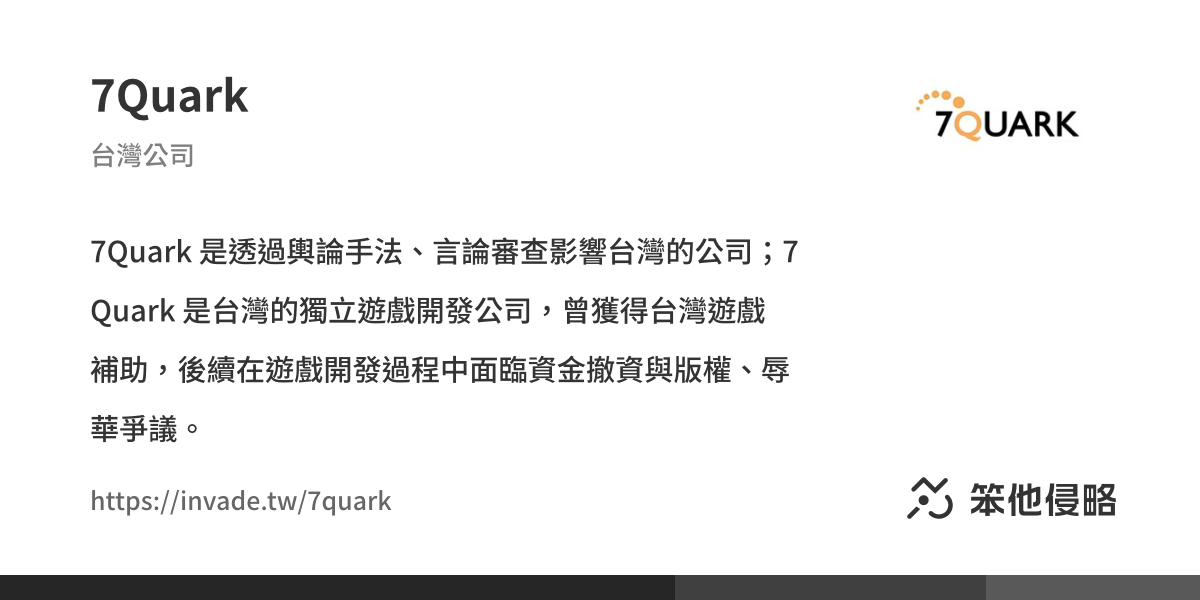 7Quark
台灣公司
7QUARK
7Quark 是透過輿論手法、言論審查影響台灣的公司；7
Quark 是台灣的獨立遊戲開發公司，曾獲得台灣遊戲
補助，後續在遊戲開發過程中面臨資金撤資與版權、辱
華爭議。
https://invade.tw/7quark
笨他侵略